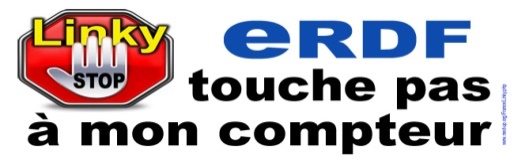 Linky
STOP
eRDF
touche pas
à mon compteur